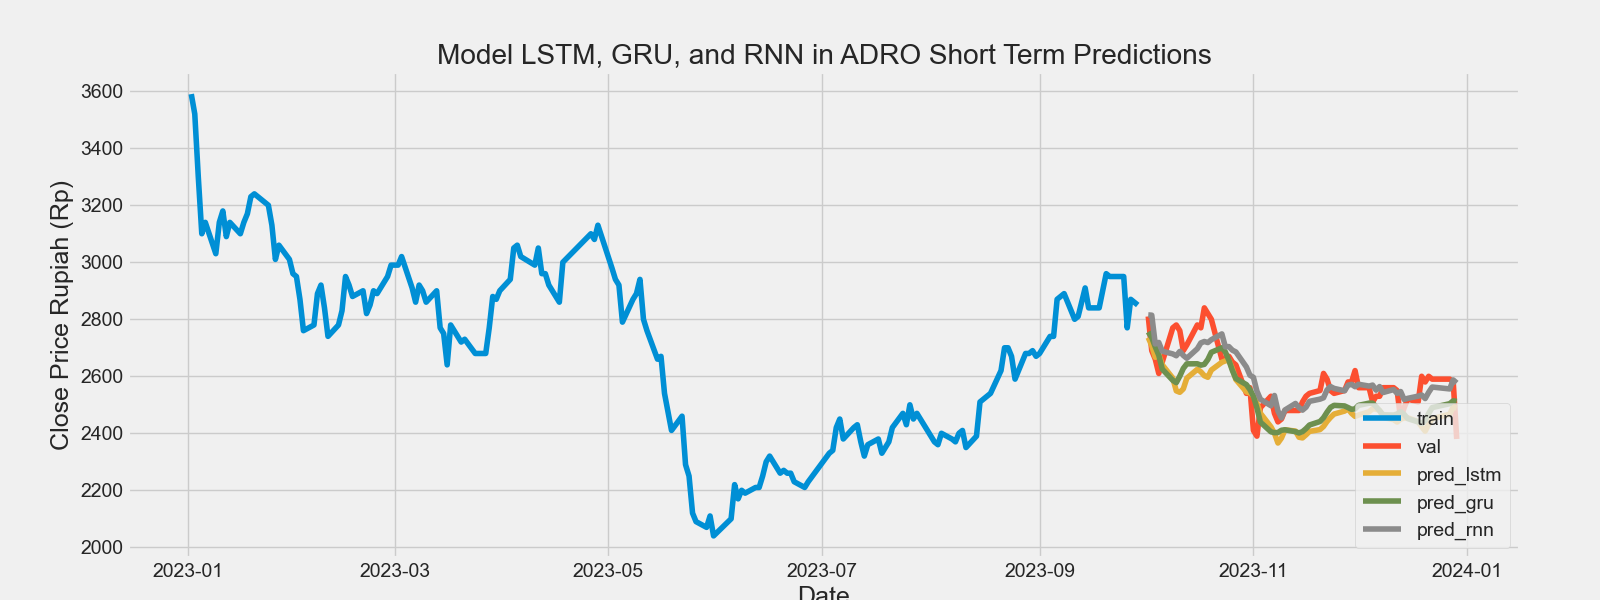 Model LSTM, GRU, and RNN in ADRO Short Term Predictions
Close Price Rupiah (Rp)
3600
3400
3200
3000
2800
2600
2400
2200
2000
train
val
pred_lstm
pred_gru
pred_rnn
2023-01 2023-03 2023-05 2023-07 2023-09 2023-11 2024-01
Date